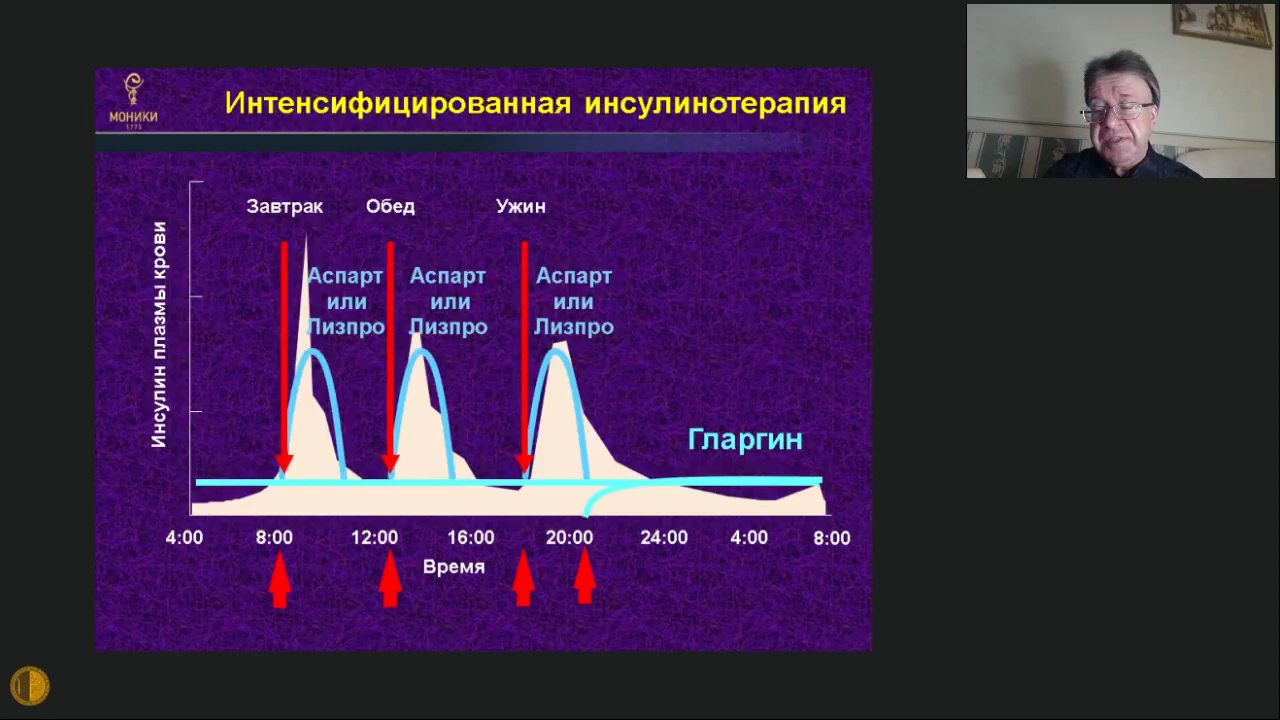 МОНИКИ
1775
Интенсифицированная инсулинотерапия
Завтрак
Обед
Ужин
Аспарт
или
Лизпро
Аспарт
или
Лизпро
Аспарт
или
Лизпро
Гларгин
Инсулин плазмы крови
4:00 8:00 12:00 16:00 20:00 24:00 4:00 8:00
Время